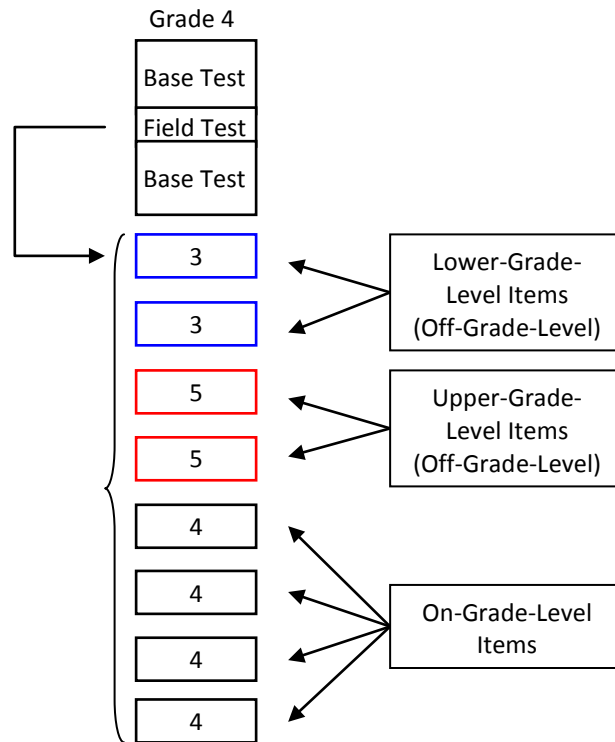 Grade 4
Base Test
Field Test
Base Test
3
3
5
5
4
4
4
4
Lower-Grade-
Level Items
(Off-Grade-Level)
Upper-Grade-
Level Items
(Off-Grade-Level)
On-Grade-Level
Items